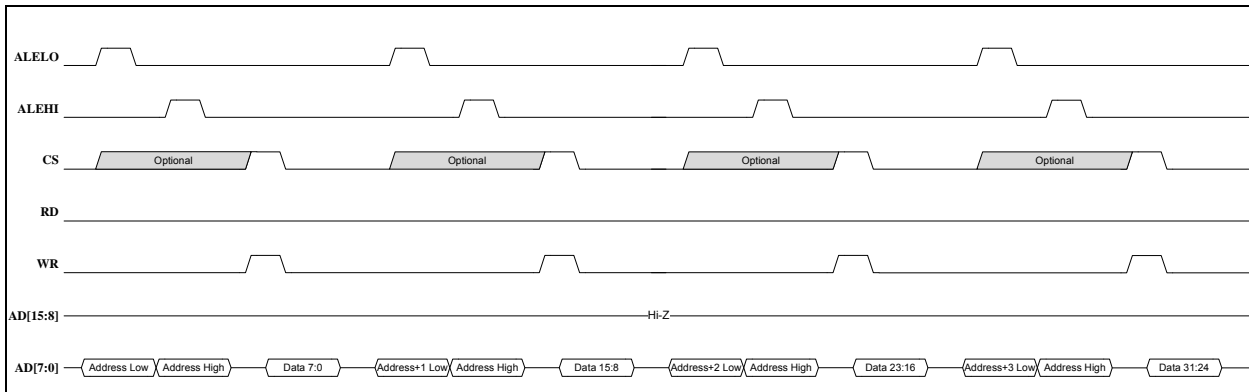 ALELO
ALEHI
CS Optional Optional Optional Optional
RD
WR
AD[15:8] Hi-Z
AD[7:0] Address Low Address High Data 7:0 Address+1 Low Address High Data 15:8 Address+2 Low Address High Data 23:16 Address+3 Low Address High Data 31:24